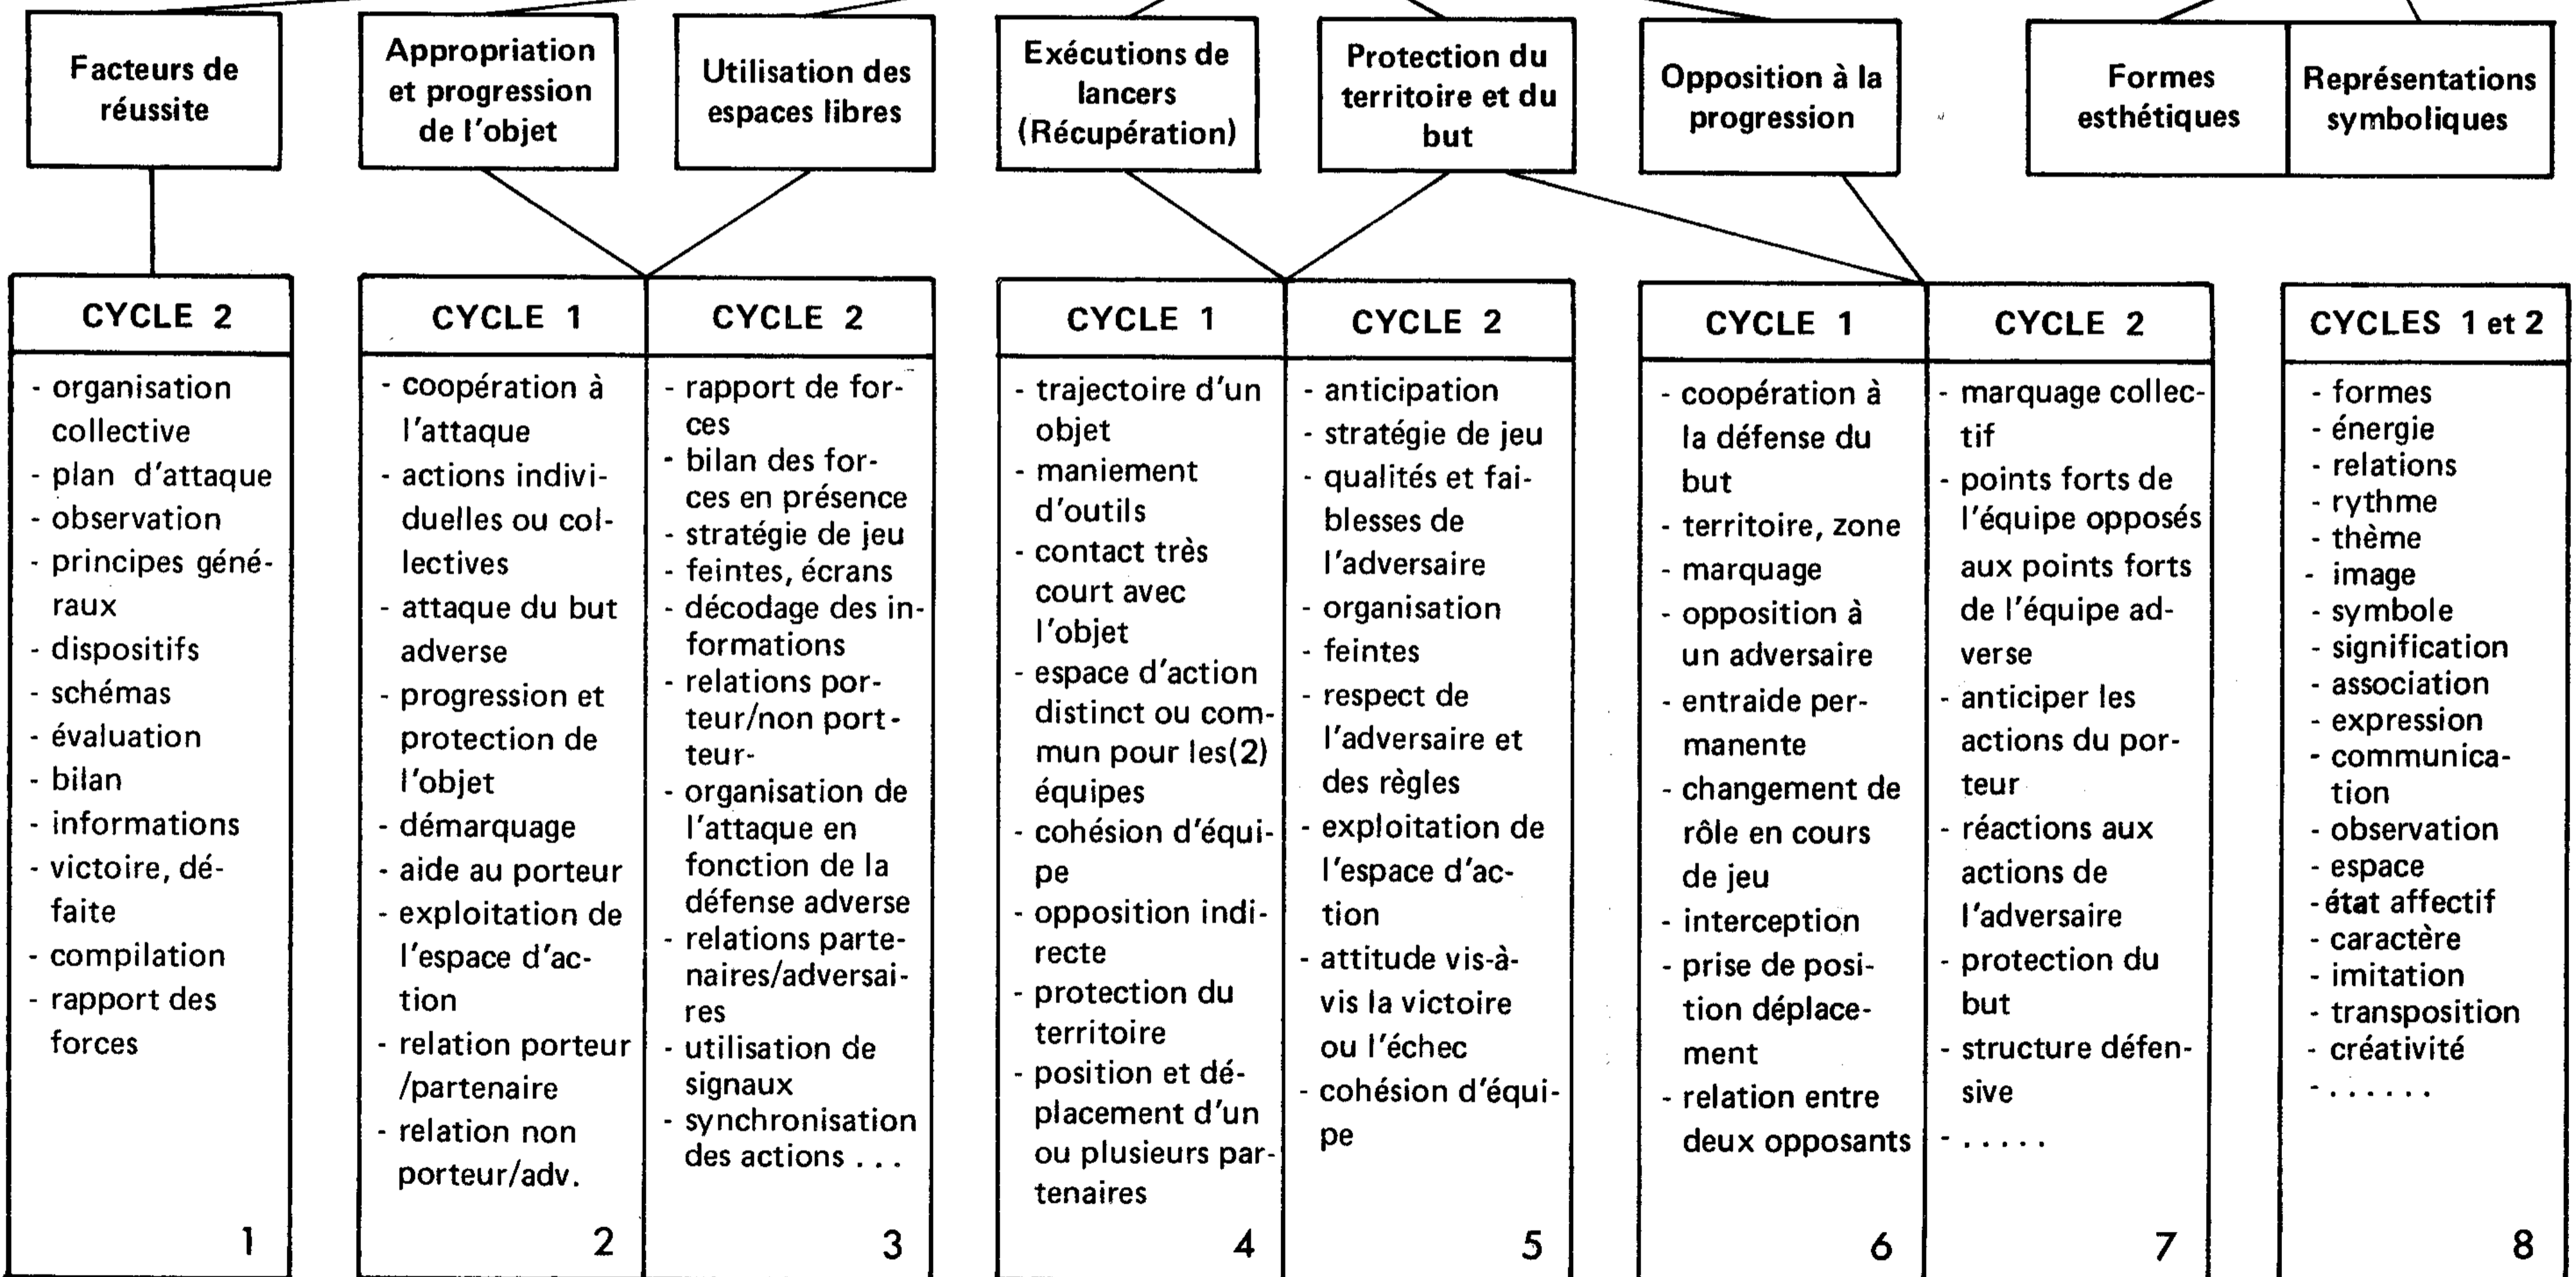 Facteurs de
réussite
Appropriation
et progression
de l'objet
Utilisation des
espaces libres
Exécutions de
lancers
(Récupération)
Protection du
territoire et du
but
Opposition à la
progression
Formes
esthétiques
Représentations
symboliques
CYCLE 2
- organisation
collective
- plan d'attaque
- observation
- principes géné-
raux
- dispositifs
- schémas
- évaluation
- bilan
- informations
- victoire, dé-
faite
- compilation
- rapport des
forces
1
CYCLE 1
- coopération à
l'attaque
- actions indivi-
duelles ou col-
lectives
- attaque du but
adverse
- progression et
protection de
l'objet
- démarquage
- aide au porteur
- exploitation de
l'espace d'ac-
tion
- relation porteur
/partenaire
- relation non
porteur/adv.
2
CYCLE 2
- rapport de for-
ces
- bilan des for-
ces en présence
- stratégie de jeu
- feintes, écrans
- décodage des in-
formations
- relations por-
teur/non port-
teur-
- organisation de
l'attaque en
fonction de la
défense adverse
- relations parte-
naires/adversai-
res
- utilisation de
signaux
- synchronisation
des actions ...
3
CYCLE 1
- trajectoire d'un
objet
- maniement
d'outils
- contact très
court avec
l'objet
- espace d'action
distinct ou com-
mun pour les(2)
équipes
- cohésion d'équi-
pe
- opposition indi-
recte
- protection du
territoire
- position et dé-
placement d'un
ou plusieurs par-
tenaires
4
CYCLE 2
- anticipation
- stratégie de jeu
- qualités et fai-
blesses de
l'adversaire
- organisation
- feintes
- respect de
l'adversaire et
des règles
- exploitation de
l'espace d'ac-
tion
- attitude vis-à-
vis la victoire
ou l'échec
- cohésion d'équi-
pe
5
CYCLE 1
- coopération à
la défense du
but
- territoire, zone
- marquage
- opposition à
un adversaire
- entraide per-
manente
- changement de
rôle en cours
de jeu
- interception
- prise de posi-
tion déplace-
ment
- relation entre
deux opposants
6
CYCLE 2
- marquage collec-
tif
- points forts de
l'équipe opposés
aux points forts
de l'équipe ad-
verse
- anticiper les
actions du por-
teur
- réactions aux
actions de
l'adversaire
- protection du
but
- structure défen-
sive
- .....
7
CYCLES 1 et 2
- formes
- énergie
- relations
- rythme
- thème
- image
- symbole
- signification
- association
- expression
- communica-
tion
- observation
- espace
- état affectif
- caractère
- imitation
- transposition
- créativité
- ......
8